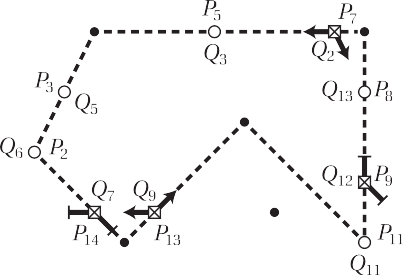 P₅
P₇
Q₃
Q₂
P₃
Q₅
Q₁₃ P₈
Q₆ P₂
Q₇
Q₉
Q₁₂ P₉
P₁₄
P₁₃
P₁₁
Q₁₁